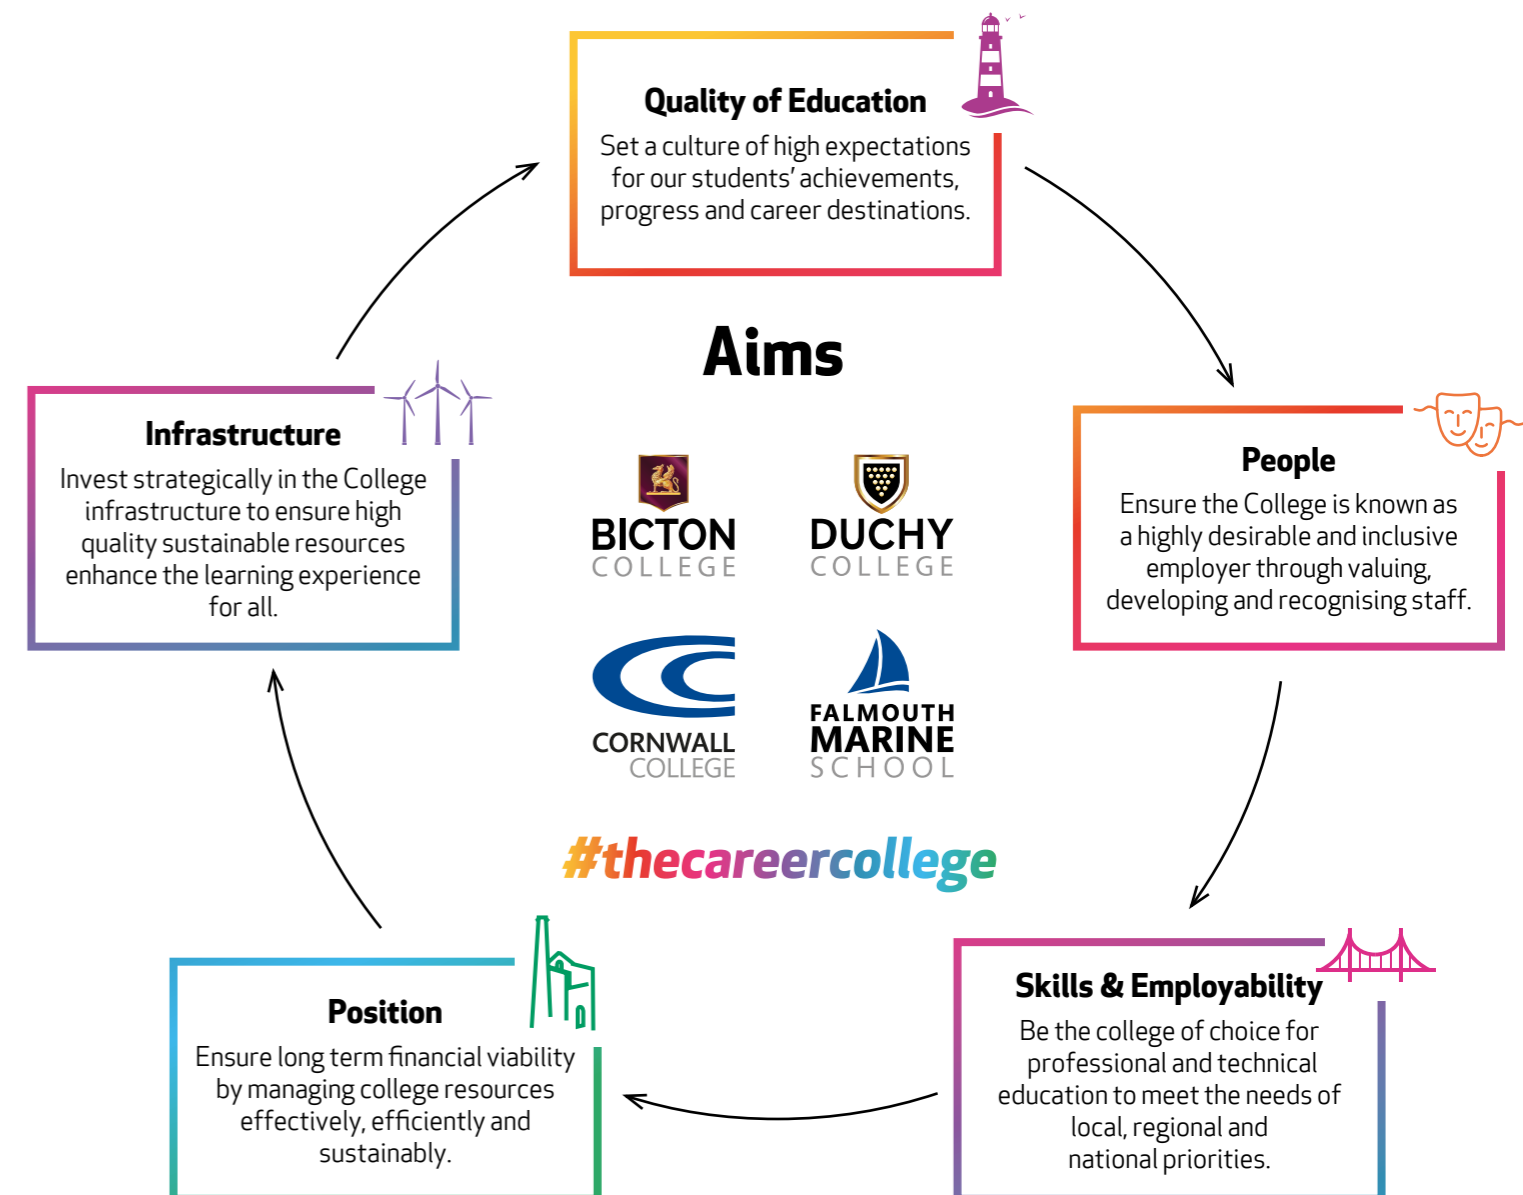 Quality of Education
Set a culture of high expectations
for our students’ achievements,
progress and career destinations.
Aims
Infrastructure
Invest strategically in the College
infrastructure to ensure high
quality sustainable resources
enhance the learning experience
for all.
People
Ensure the College is known as
a highly desirable and inclusive
employer through valuing,
developing and recognising staff.
BICTON
COLLEGE
DUCHY
COLLEGE
CORNWALL
COLLEGE
FALMOUTH
MARINE
SCHOOL
#thecareercollege
Position
Ensure long term financial viability
by managing college resources
effectively, efficiently and
sustainably.
Skills & Employability
Be the college of choice for
professional and technical
education to meet the needs of
local, regional and
national priorities.